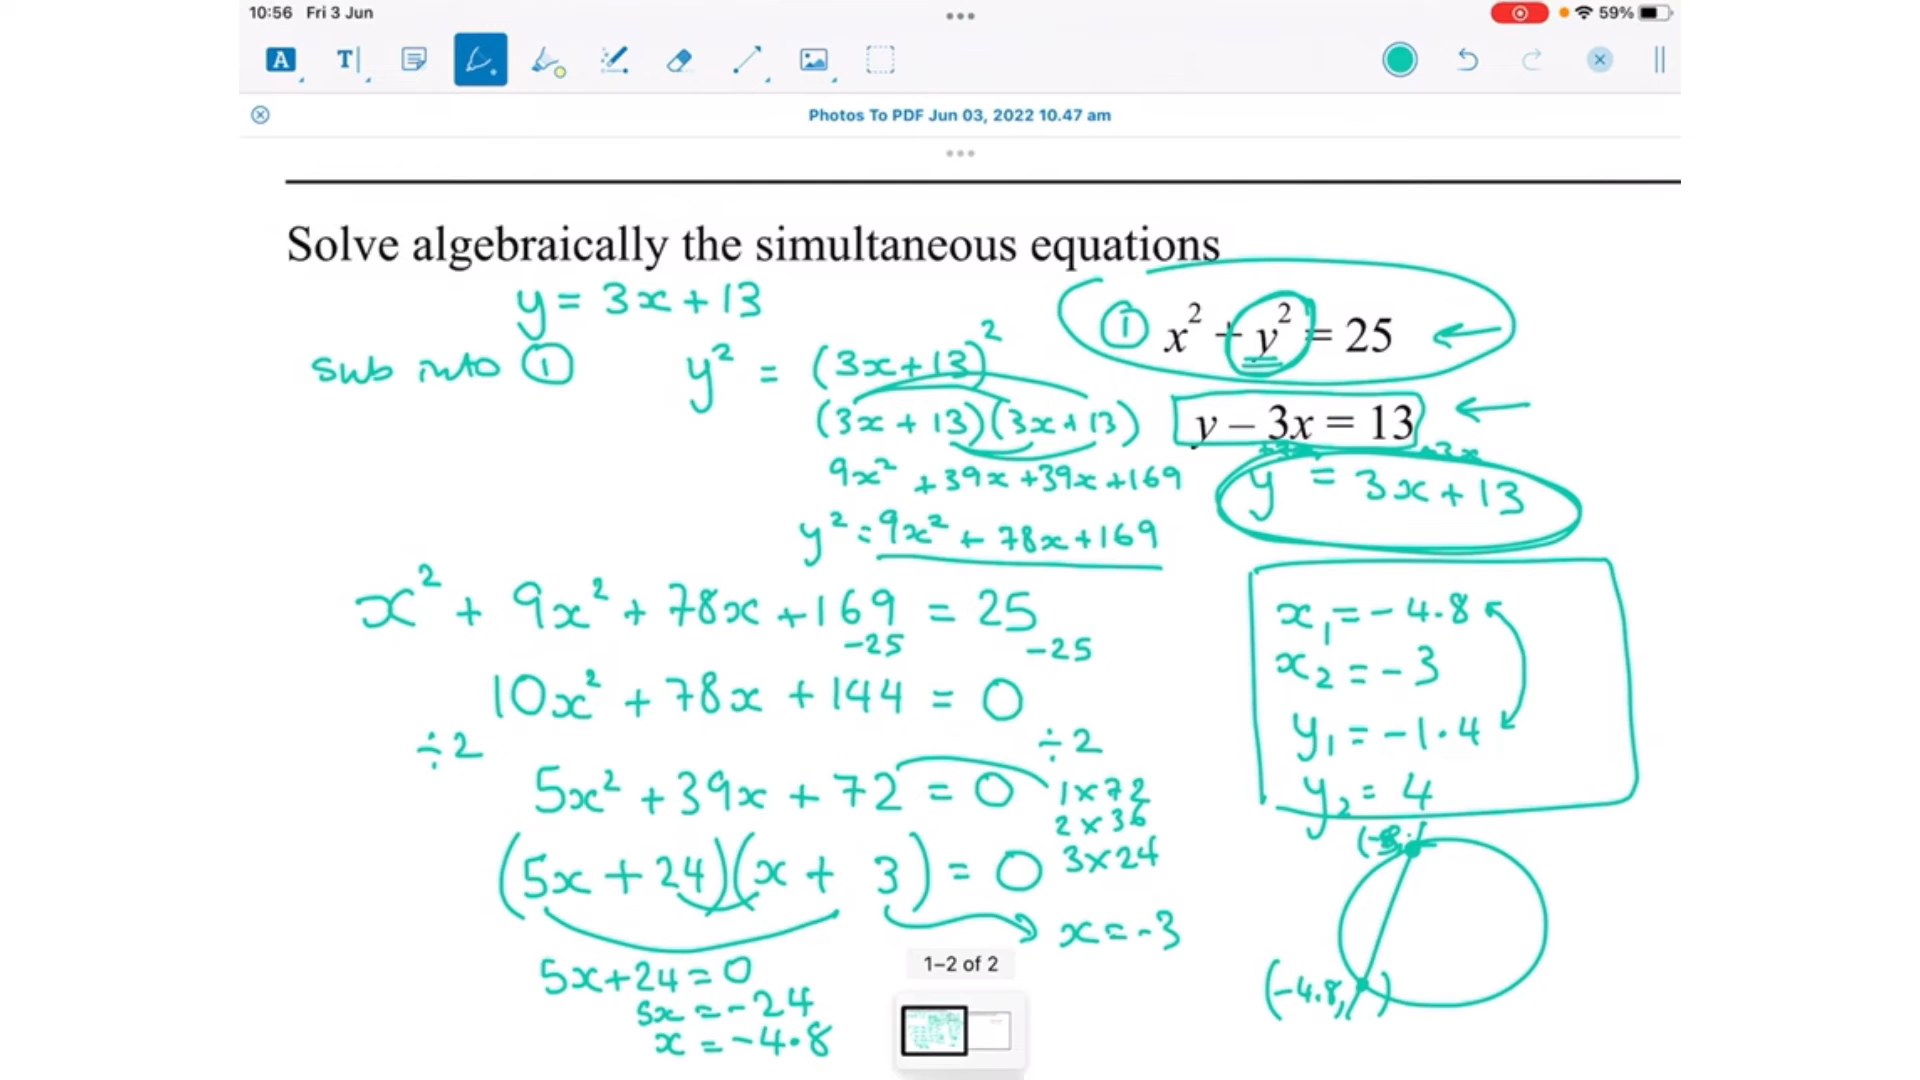 10:56 Fri 3 Jun
59%
A T
Photos To PDF Jun 03, 2022 10.47 am
Solve algebraically the simultaneous equations
y = 3x + 13
① x² + y² = 25
sub into ① y² = (3x+13)²
(3x + 13)(3x + 13)
y – 3x = 13
+3x +3x
9x² + 39x + 39x + 169
y = 3x + 13
y² = 9x² + 78x + 169
x² + 9x² + 78x + 169 = 25
-25 -25
10x² + 78x + 144 = 0
÷2 ÷2
5x² + 39x + 72 = 0
1 x 72
2 x 36
3 x 24
(5x + 24)(x + 3) = 0
x = -3
5x + 24 = 0
5x = -24
x = -4.8
x₁ = -4.8
x₂ = -3
y₁ = -1.4
y₂ = 4
(-3,
(-4.8, )
1–2 of 2